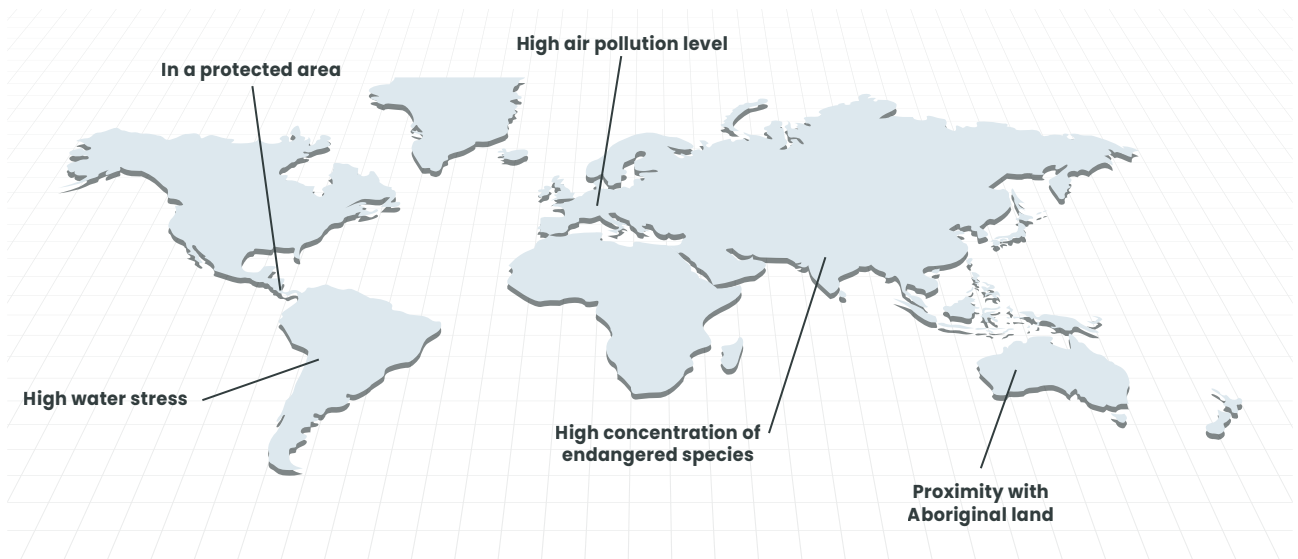 High air pollution level
In a protected area
High water stress
High concentration of
endangered species
Proximity with
Aboriginal land